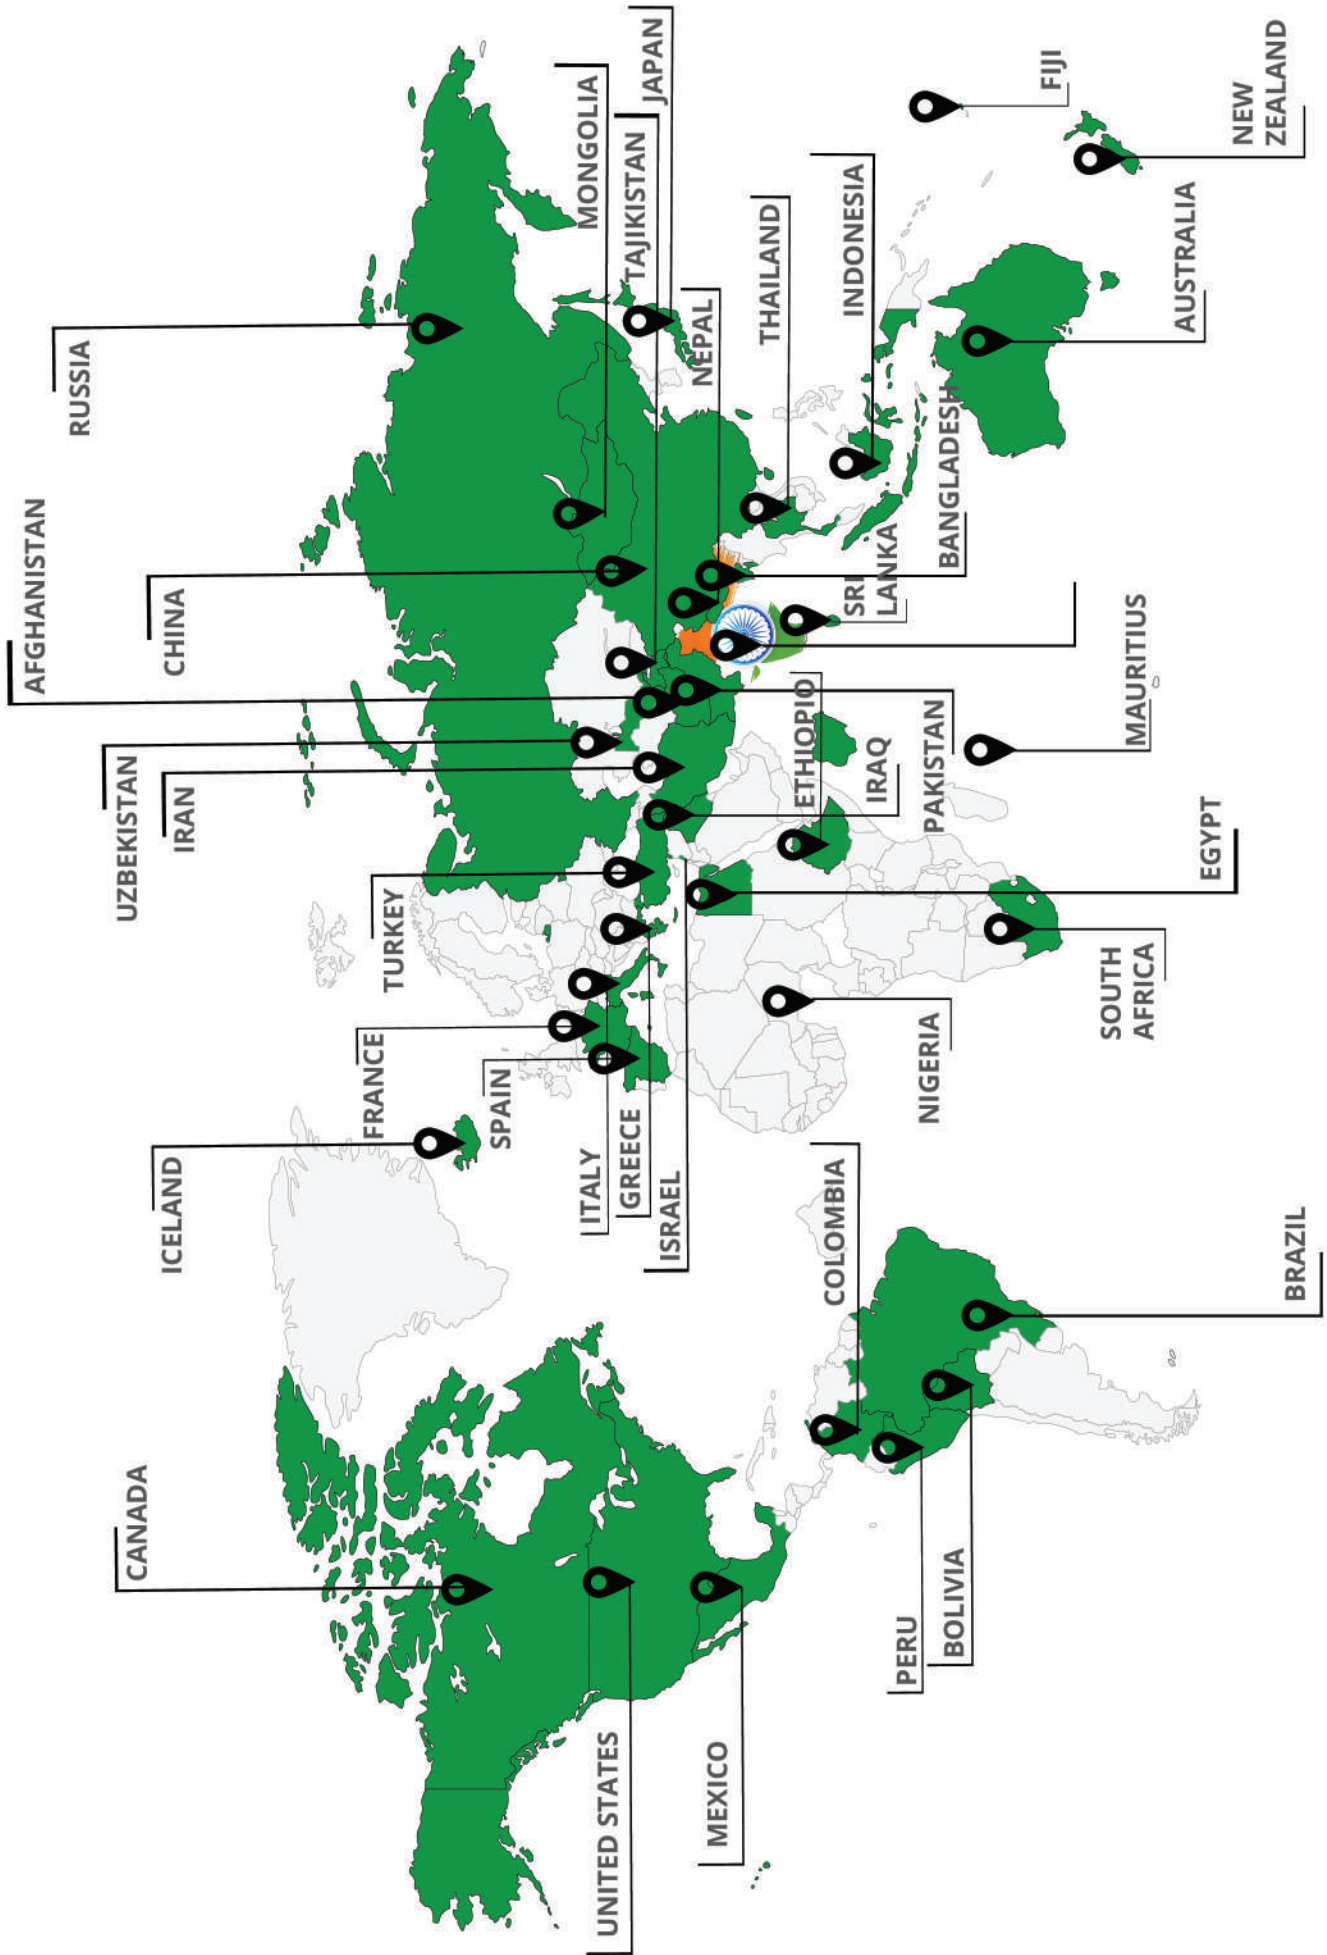 AFGHANISTAN
RUSSIA
CANADA
UZBEKISTAN
CHINA
ICELAND
IRAN
FRANCE
TURKEY
SPAIN
MONGOLIA
ITALY
UNITED STATES
GREECE
TAJIKISTAN
JAPAN
ISRAEL
NEPAL
MEXICO
THAILAND
ETHIOPIO
COLOMBIA
INDONESIA
SRI
LANKA
IRAQ
PERU
NIGERIA
PAKISTAN
BANGLADESH
BOLIVIA
FIJI
SOUTH
AFRICA
MAURITIUS
AUSTRALIA
EGYPT
NEW
ZEALAND
BRAZIL